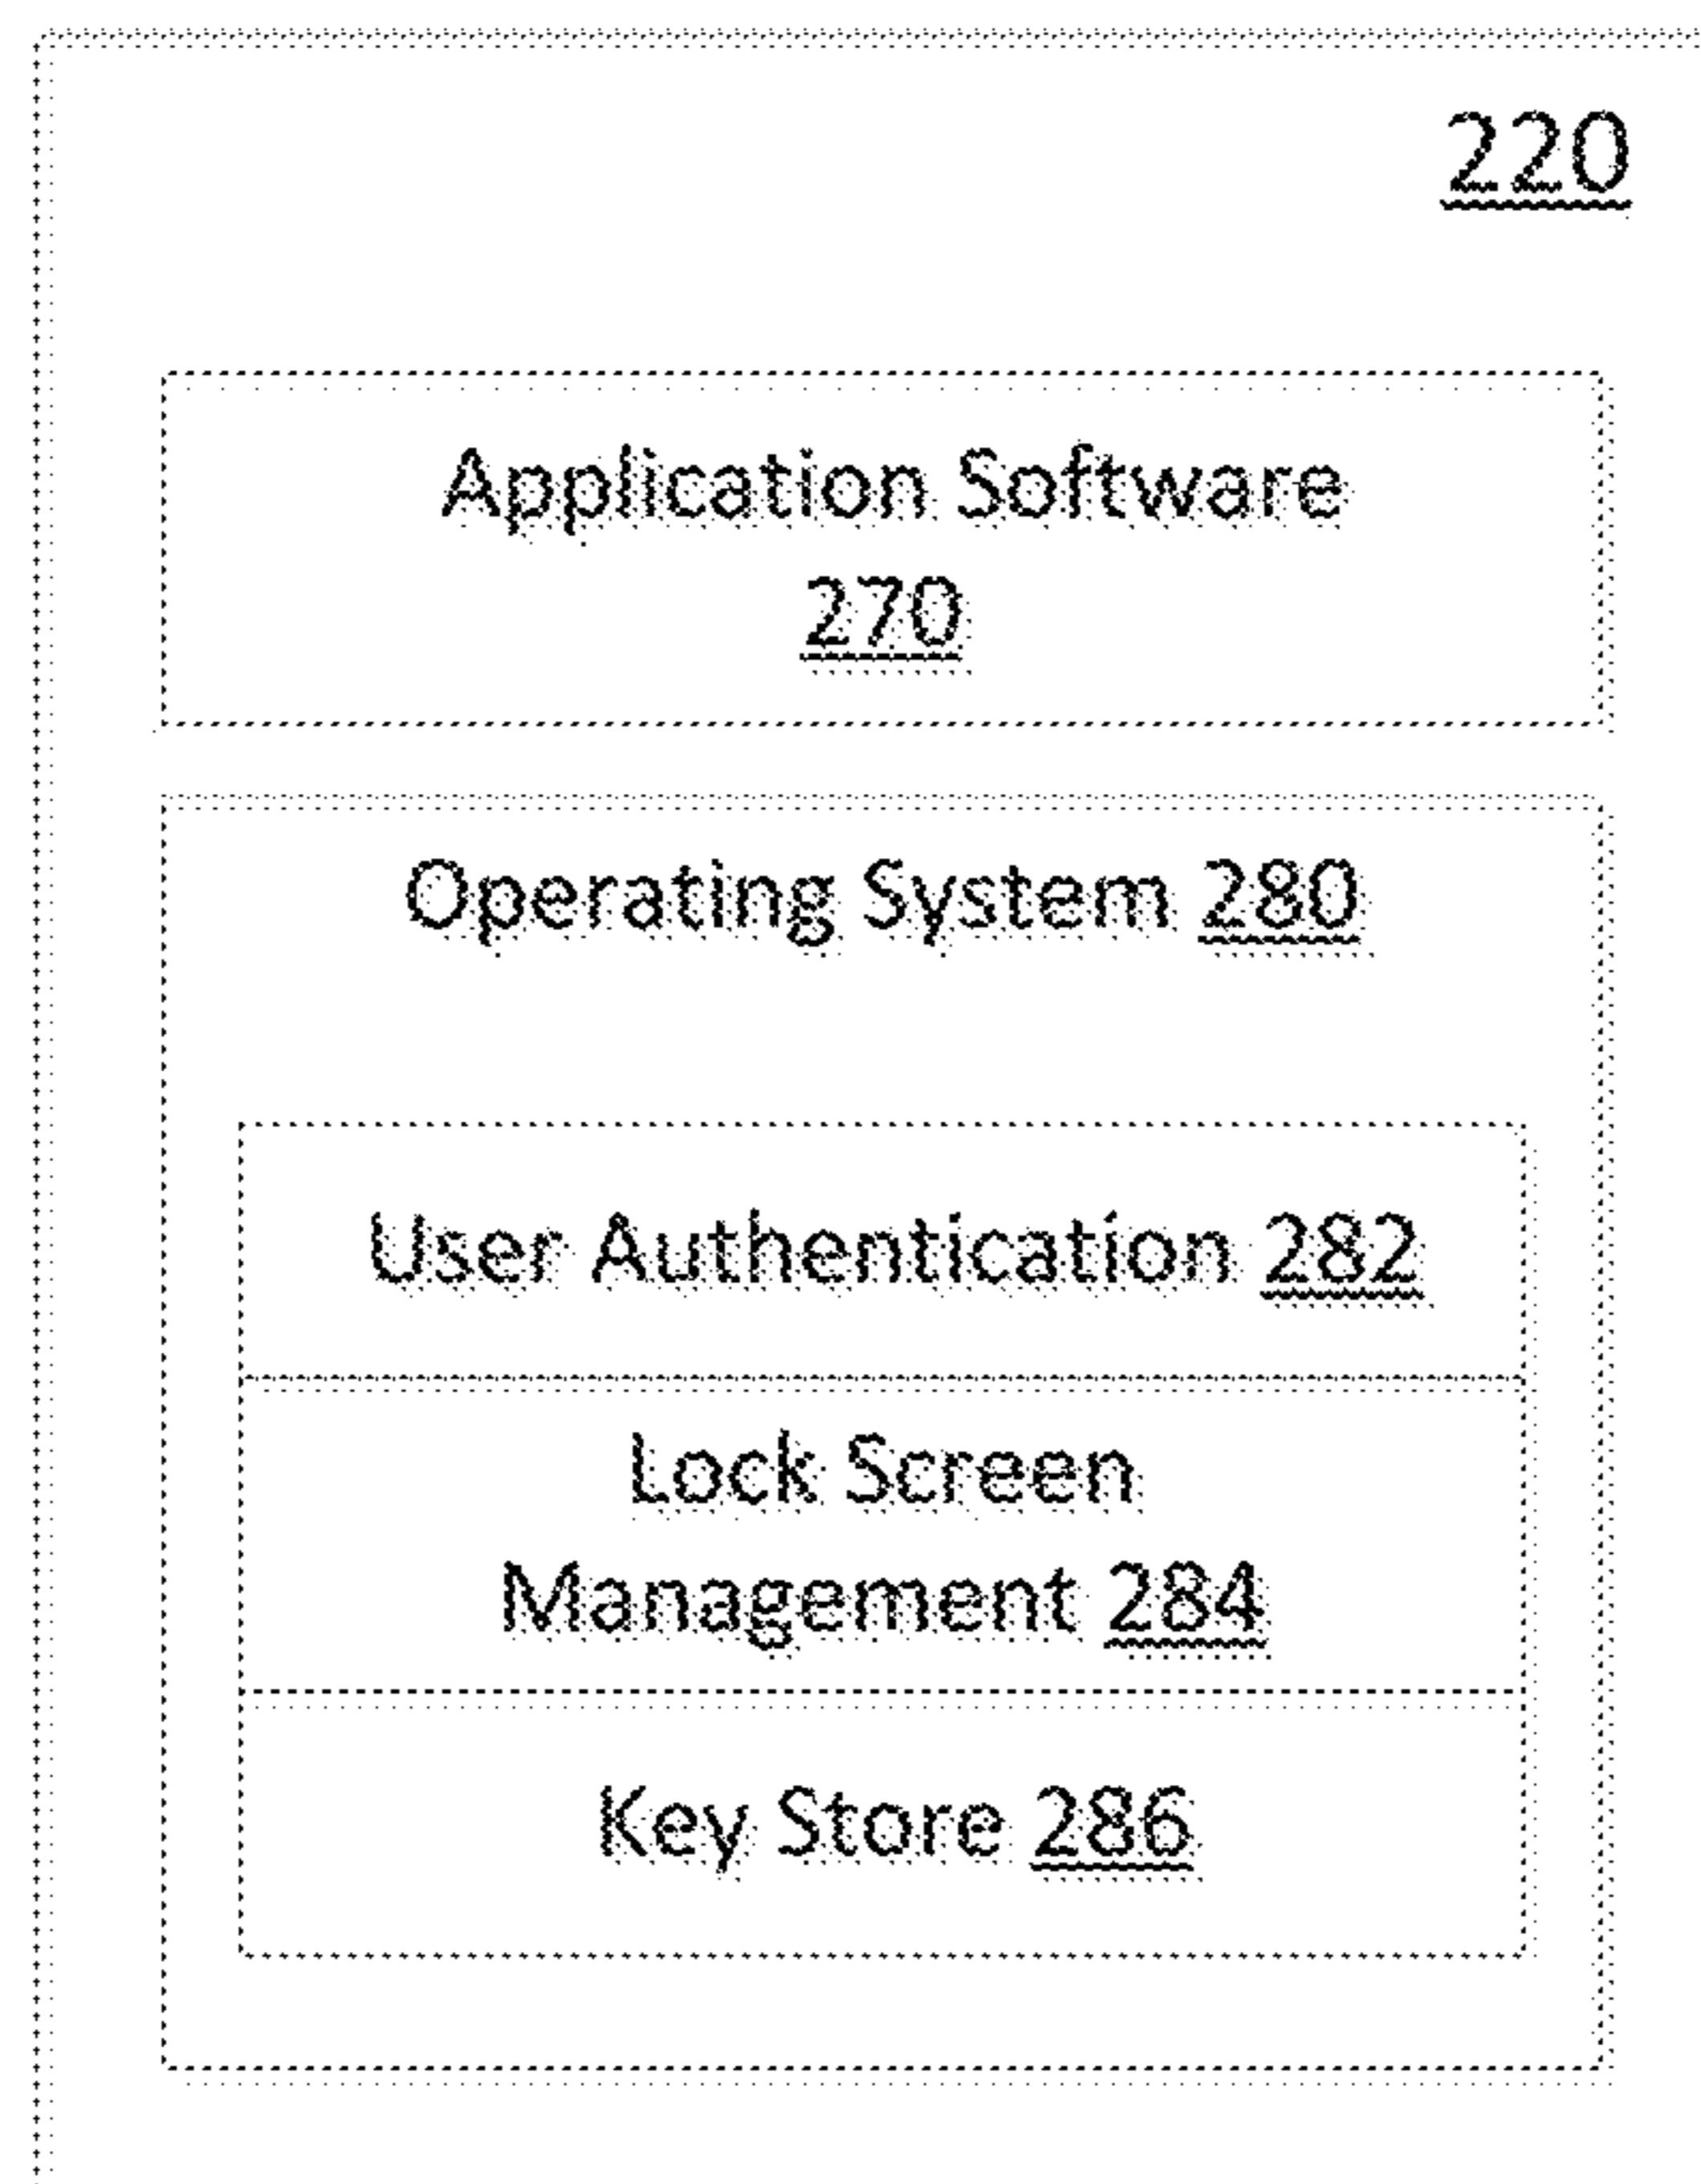 220
Application Software
270
Operating System 280
User Authentication 282
Lock Screen
Management 284
Key Store 286